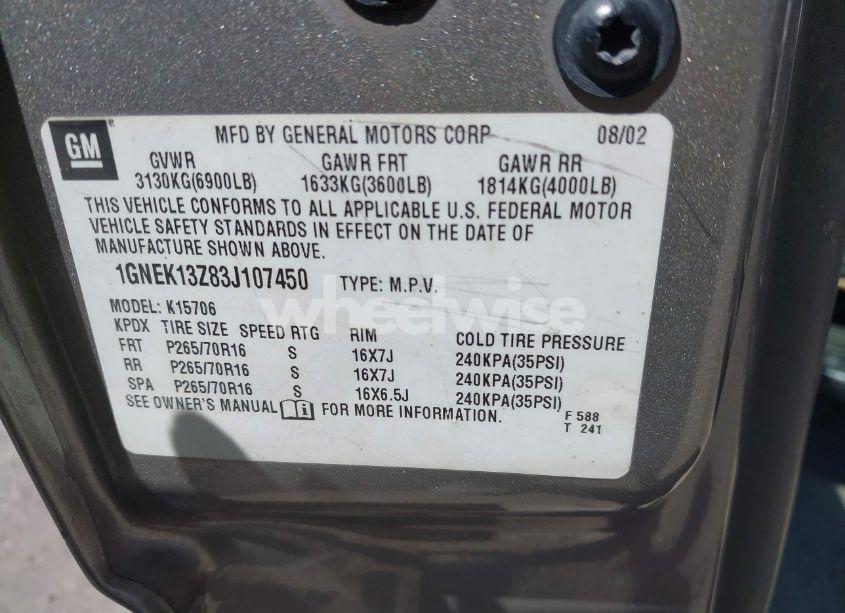 GM® MFD BY GENERAL MOTORS CORP 08/02
GVWR GAWR FRT GAWR RR
3130KG(6900LB) 1633KG(3600LB) 1814KG(4000LB)
THIS VEHICLE CONFORMS TO ALL APPLICABLE U.S. FEDERAL MOTOR
VEHICLE SAFETY STANDARDS IN EFFECT ON THE DATE OF
MANUFACTURE SHOWN ABOVE.
1GNEK13Z83J107450 TYPE: M.P.V.
wheelwise
MODEL: K15706
KPDX TIRE SIZE SPEED RTG RIM COLD TIRE PRESSURE
FRT P265/70R16 S 16X7J 240KPA(35PSI)
RR P265/70R16 S 16X7J 240KPA(35PSI)
SPA P265/70R16 S 16X6.5J 240KPA(35PSI)
SEE OWNER'S MANUAL FOR MORE INFORMATION.
F 588
T 241